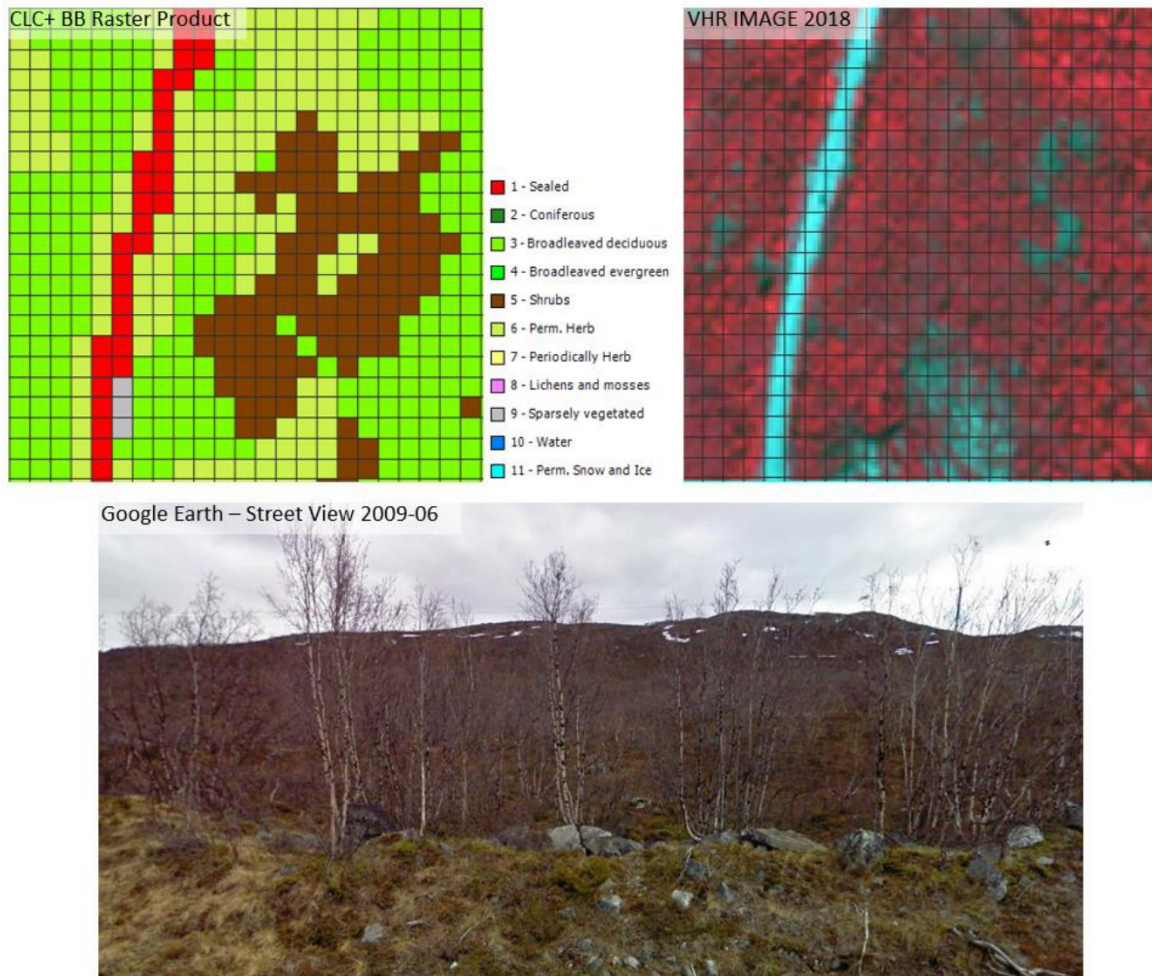 CLC+ BB Raster Product
VHR IMAGE 2018
1 - Sealed
2 - Coniferous
3 - Broadleaved deciduous
4 - Broadleaved evergreen
5 - Shrubs
6 - Perm. Herb
7 - Periodically Herb
8 - Lichens and mosses
9 - Sparsely vegetated
10 - Water
11 - Perm. Snow and Ice
Google Earth – Street View 2009-06